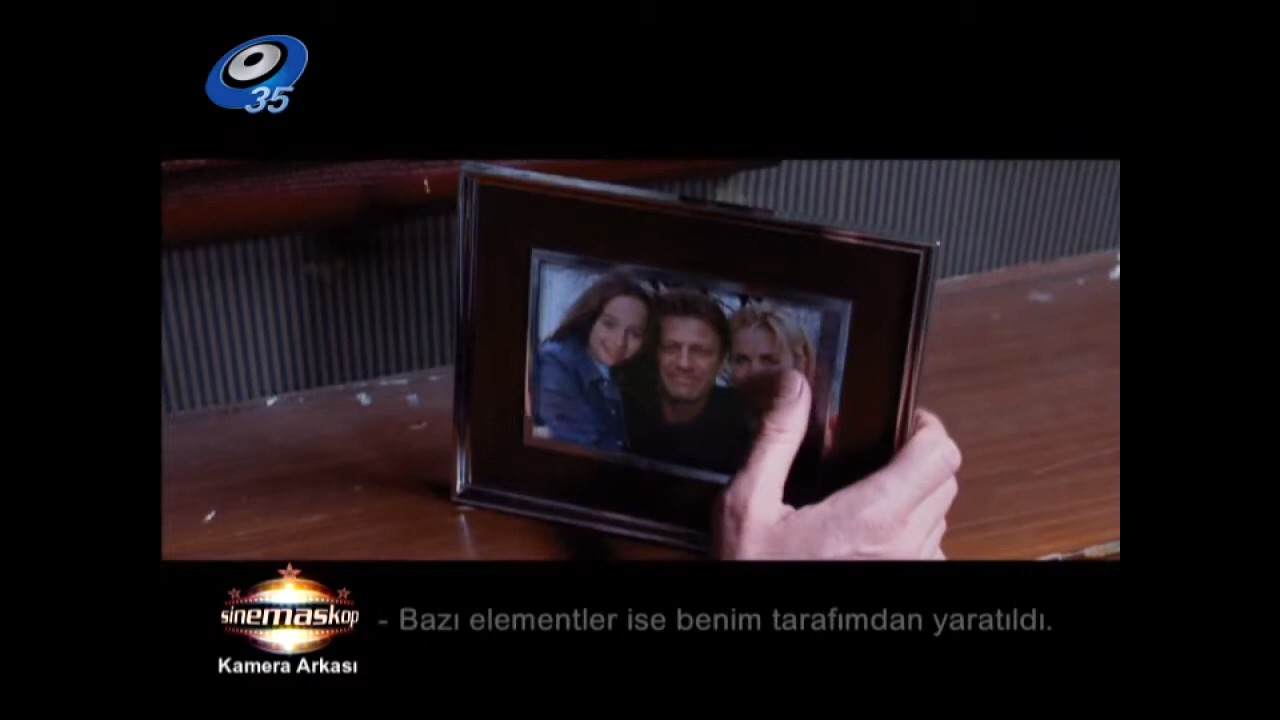 35
sinemaskop
Kamera Arkası
- Bazı elementler ise benim tarafımdan yaratıldı.